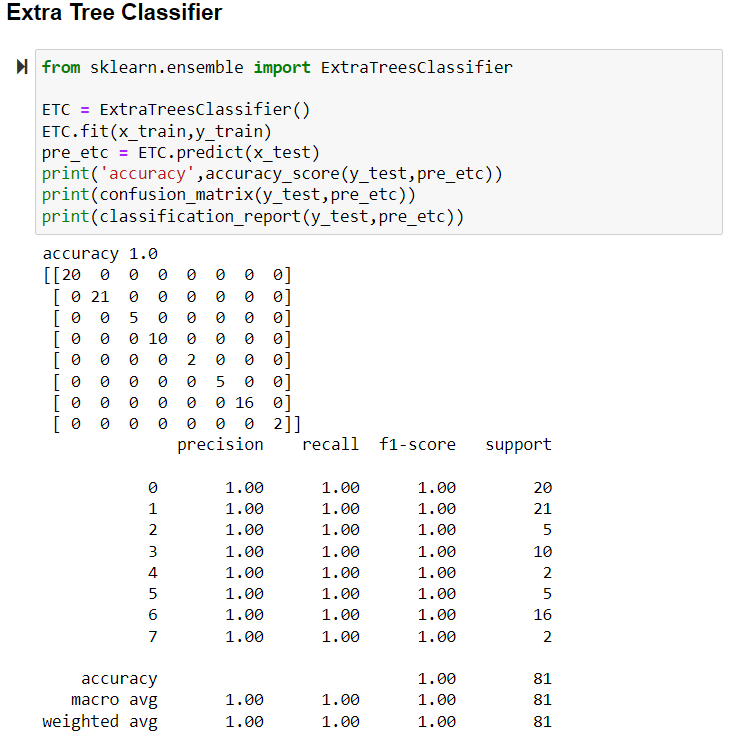 Extra Tree Classifier
from sklearn.ensemble import ExtraTreesClassifier
ETC = ExtraTreesClassifier()
ETC.fit(x_train,y_train)
pre_etc = ETC.predict(x_test)
print('accuracy',accuracy_score(y_test,pre_etc))
print(confusion_matrix(y_test,pre_etc))
print(classification_report(y_test,pre_etc))
accuracy 1.0
[[20  0  0  0  0  0  0  0]
 [ 0 21  0  0  0  0  0  0]
 [ 0  0  5  0  0  0  0  0]
 [ 0  0  0 10  0  0  0  0]
 [ 0  0  0  0  2  0  0  0]
 [ 0  0  0  0  0  5  0  0]
 [ 0  0  0  0  0  0 16  0]
 [ 0  0  0  0  0  0  0  2]]
              precision    recall  f1-score   support
           0       1.00      1.00      1.00        20
           1       1.00      1.00      1.00        21
           2       1.00      1.00      1.00         5
           3       1.00      1.00      1.00        10
           4       1.00      1.00      1.00         2
           5       1.00      1.00      1.00         5
           6       1.00      1.00      1.00        16
           7       1.00      1.00      1.00         2
    accuracy                           1.00        81
   macro avg       1.00      1.00      1.00        81
weighted avg       1.00      1.00      1.00        81